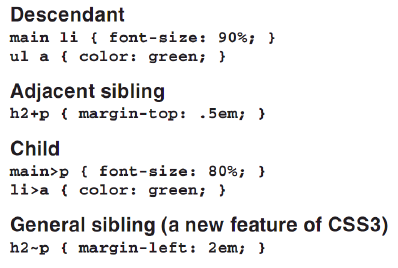 Descendant
main li { font-size: 90%; }
ul a { color: green; }
Adjacent sibling
h2+p { margin-top: .5em; }
Child
main>p { font-size: 80%; }
li>a { color: green; }
General sibling (a new feature of CSS3)
h2~p { margin-left: 2em; }